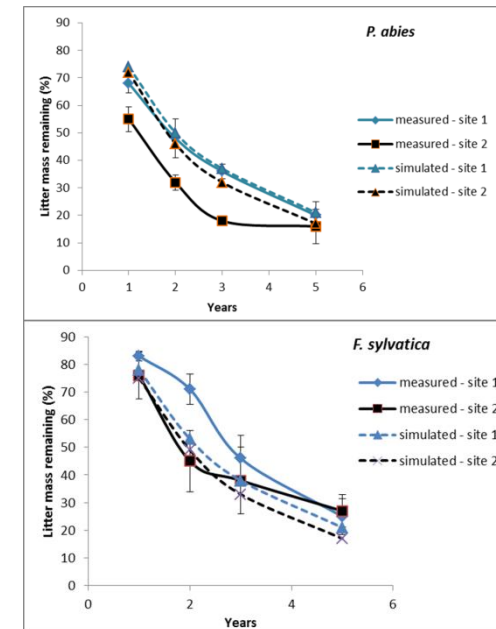 P. abies
90
80
70
60
50
40
30
20
10
0
Litter mass remaining (%)
0 1 2 3 4 5 6
Years
measured - site 1
measured - site 2
simulated - site 1
simulated - site 2
F. sylvatica
90
80
70
60
50
40
30
20
10
0
Litter mass remaining (%)
0 2 4 6
Years
measured - site 1
measured - site 2
simulated - site 1
simulated - site 2